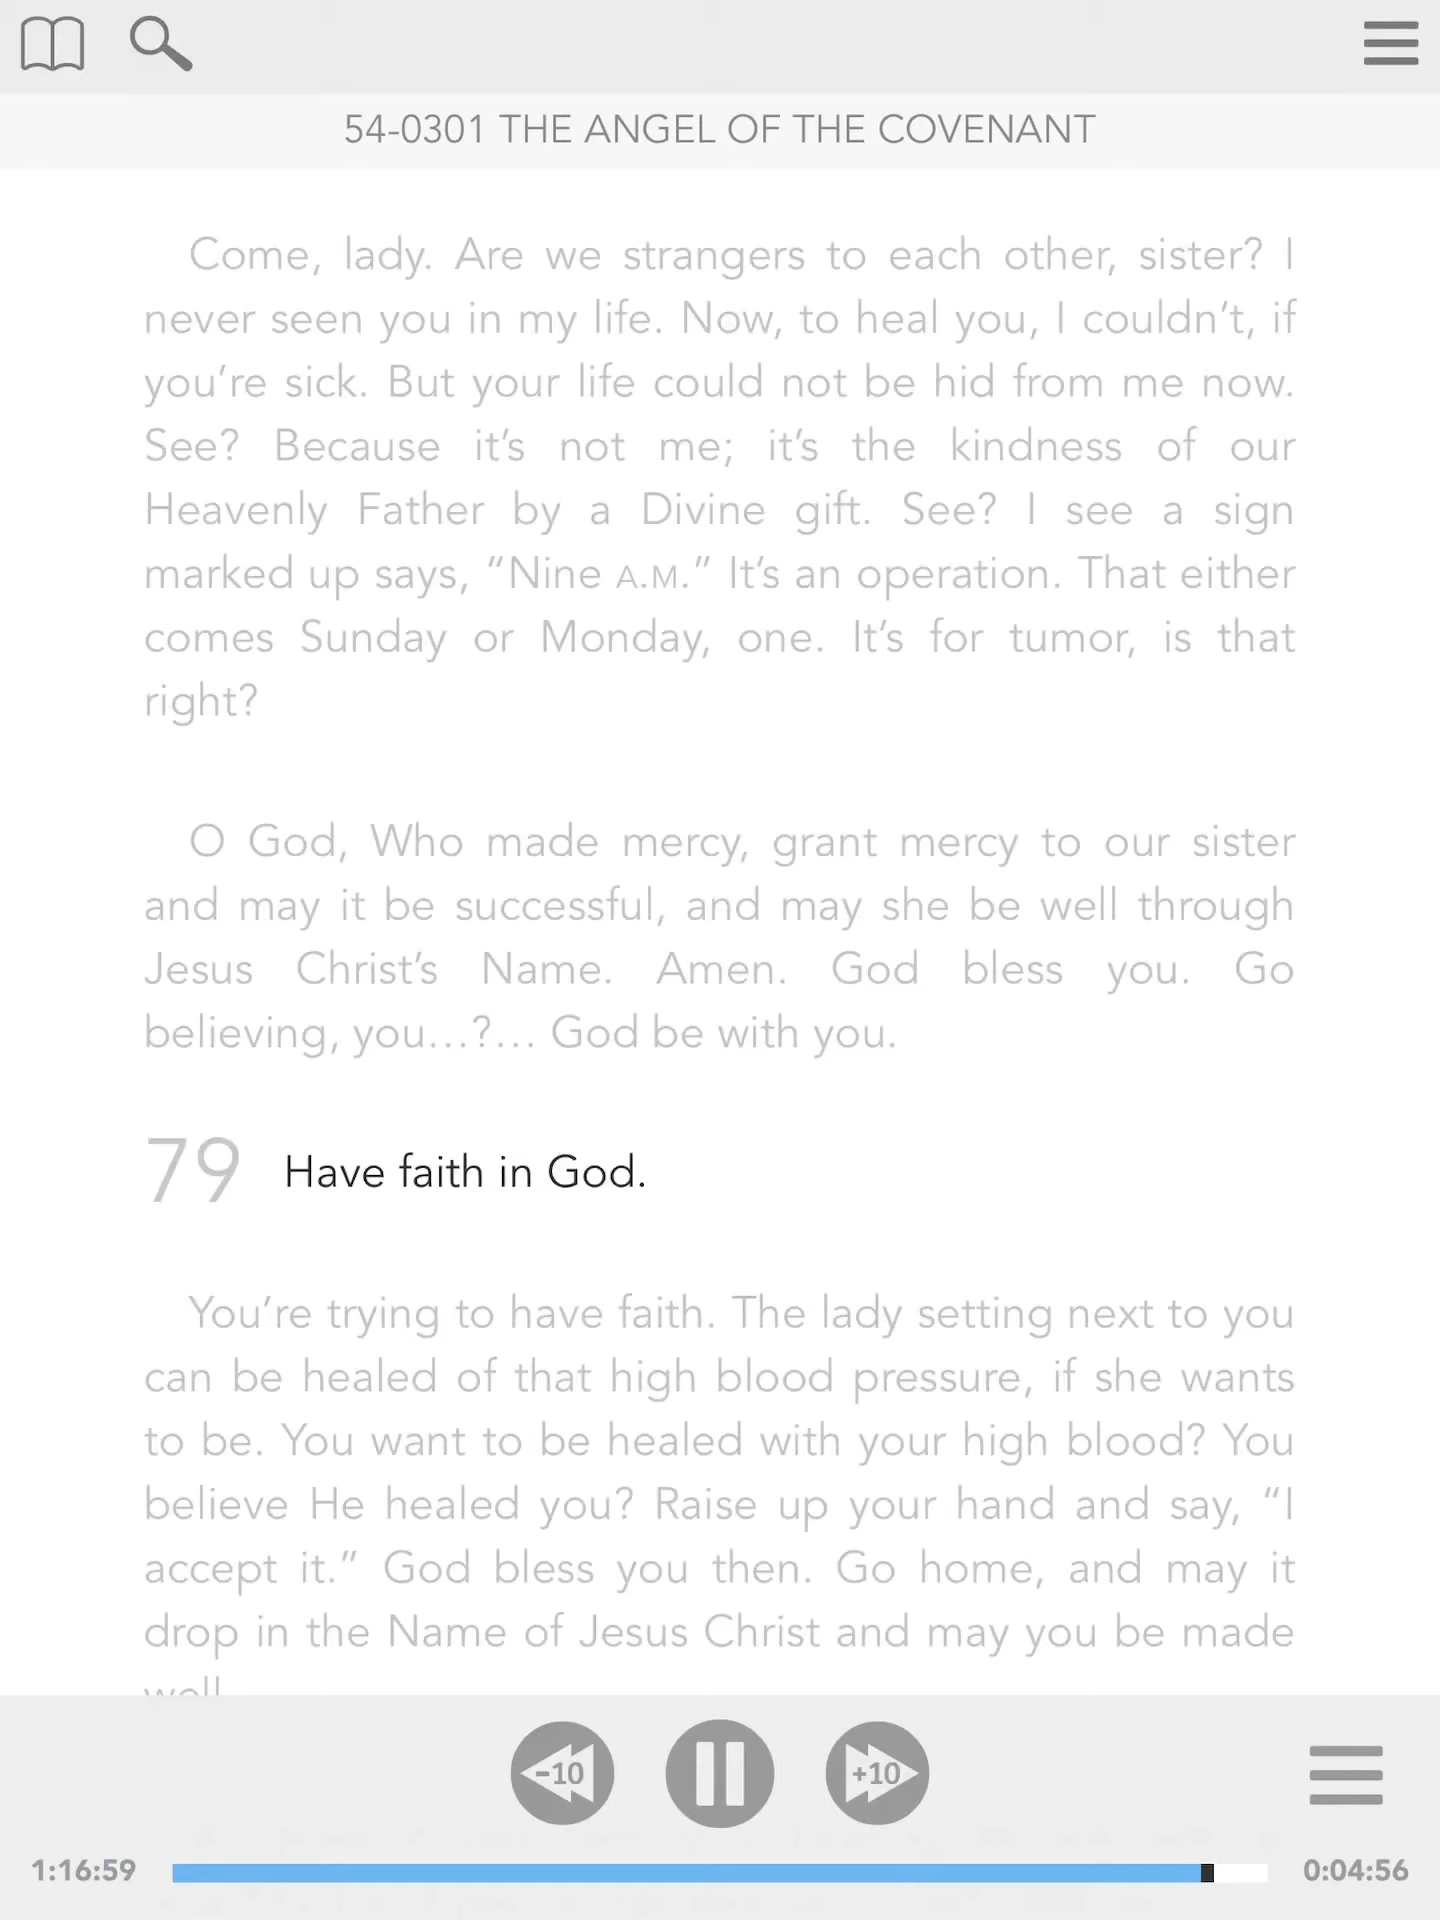 54-0301 THE ANGEL OF THE COVENANT
Come, lady. Are we strangers to each other, sister? I
never seen you in my life. Now, to heal you, I couldn’t, if
you’re sick. But your life could not be hid from me now.
See? Because it’s not me; it’s the kindness of our
Heavenly Father by a Divine gift. See? I see a sign
marked up says, “Nine A.M.” It’s an operation. That either
comes Sunday or Monday, one. It’s for tumor, is that
right?
O God, Who made mercy, grant mercy to our sister
and may it be successful, and may she be well through
Jesus Christ’s Name. Amen. God bless you. Go
believing, you…?… God be with you.
79 Have faith in God.
You’re trying to have faith. The lady setting next to you
can be healed of that high blood pressure, if she wants
to be. You want to be healed with your high blood? You
believe He healed you? Raise up your hand and say, “I
accept it.” God bless you then. Go home, and may it
drop in the Name of Jesus Christ and may you be made
well.
-10 +10
1:16:59 0:04:56